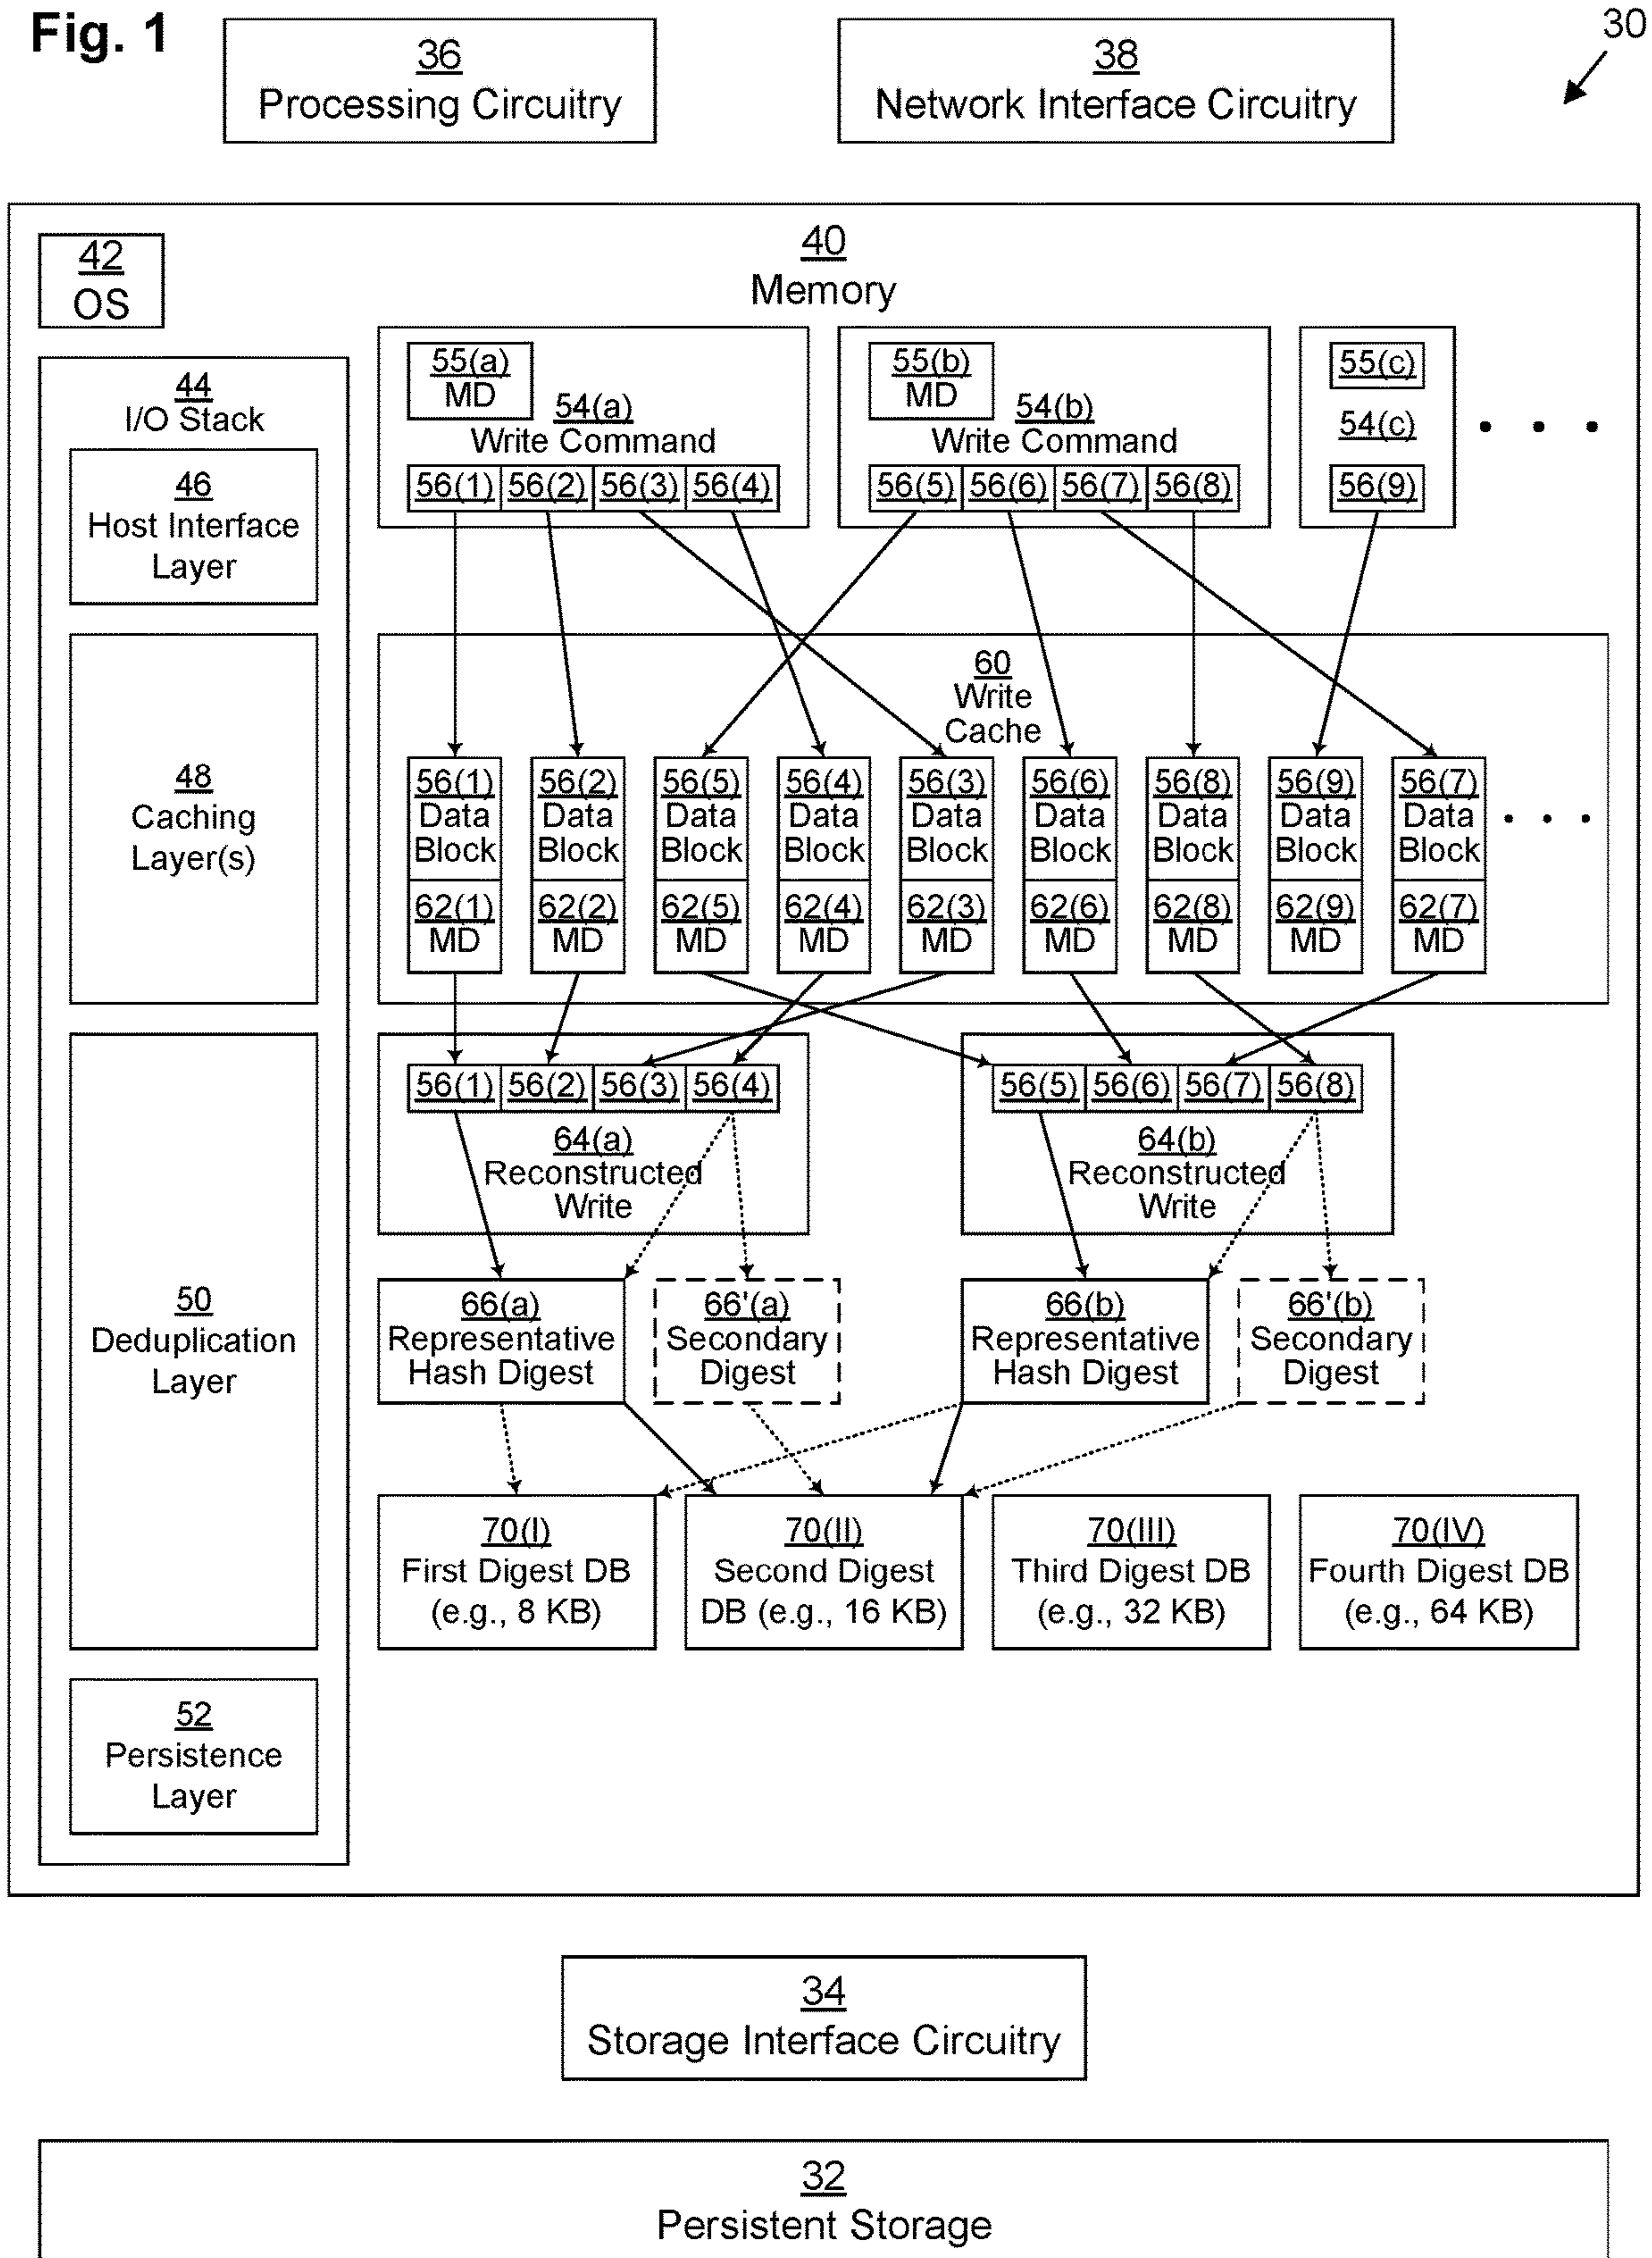 Fig. 1
36
Processing Circuitry
38
Network Interface Circuitry
30
40
Memory
42
OS
44
I/O Stack
46
Host Interface
Layer
48
Caching
Layer(s)
50
Deduplication
Layer
52
Persistence
Layer
55(a)
MD
54(a)
Write Command
56(1) 56(2) 56(3) 56(4)
55(b)
MD
54(b)
Write Command
56(5) 56(6) 56(7) 56(8)
55(c)
54(c)
56(9)
• • •
60
Write
Cache
56(1) 56(2) 56(5) 56(4) 56(3) 56(6) 56(8) 56(9) 56(7)
Data Data Data Data Data Data Data Data Data
Block Block Block Block Block Block Block Block Block
• • •
62(1) 62(2) 62(5) 62(4) 62(3) 62(6) 62(8) 62(9) 62(7)
MD MD MD MD MD MD MD MD MD
56(1) 56(2) 56(3) 56(4)
64(a)
Reconstructed
Write
56(5) 56(6) 56(7) 56(8)
64(b)
Reconstructed
Write
66(a)
Representative
Hash Digest
66'(a)
Secondary
Digest
66(b)
Representative
Hash Digest
66'(b)
Secondary
Digest
70(I)
First Digest DB
(e.g., 8 KB)
70(II)
Second Digest
DB (e.g., 16 KB)
70(III)
Third Digest DB
(e.g., 32 KB)
70(IV)
Fourth Digest DB
(e.g., 64 KB)
34
Storage Interface Circuitry
32
Persistent Storage